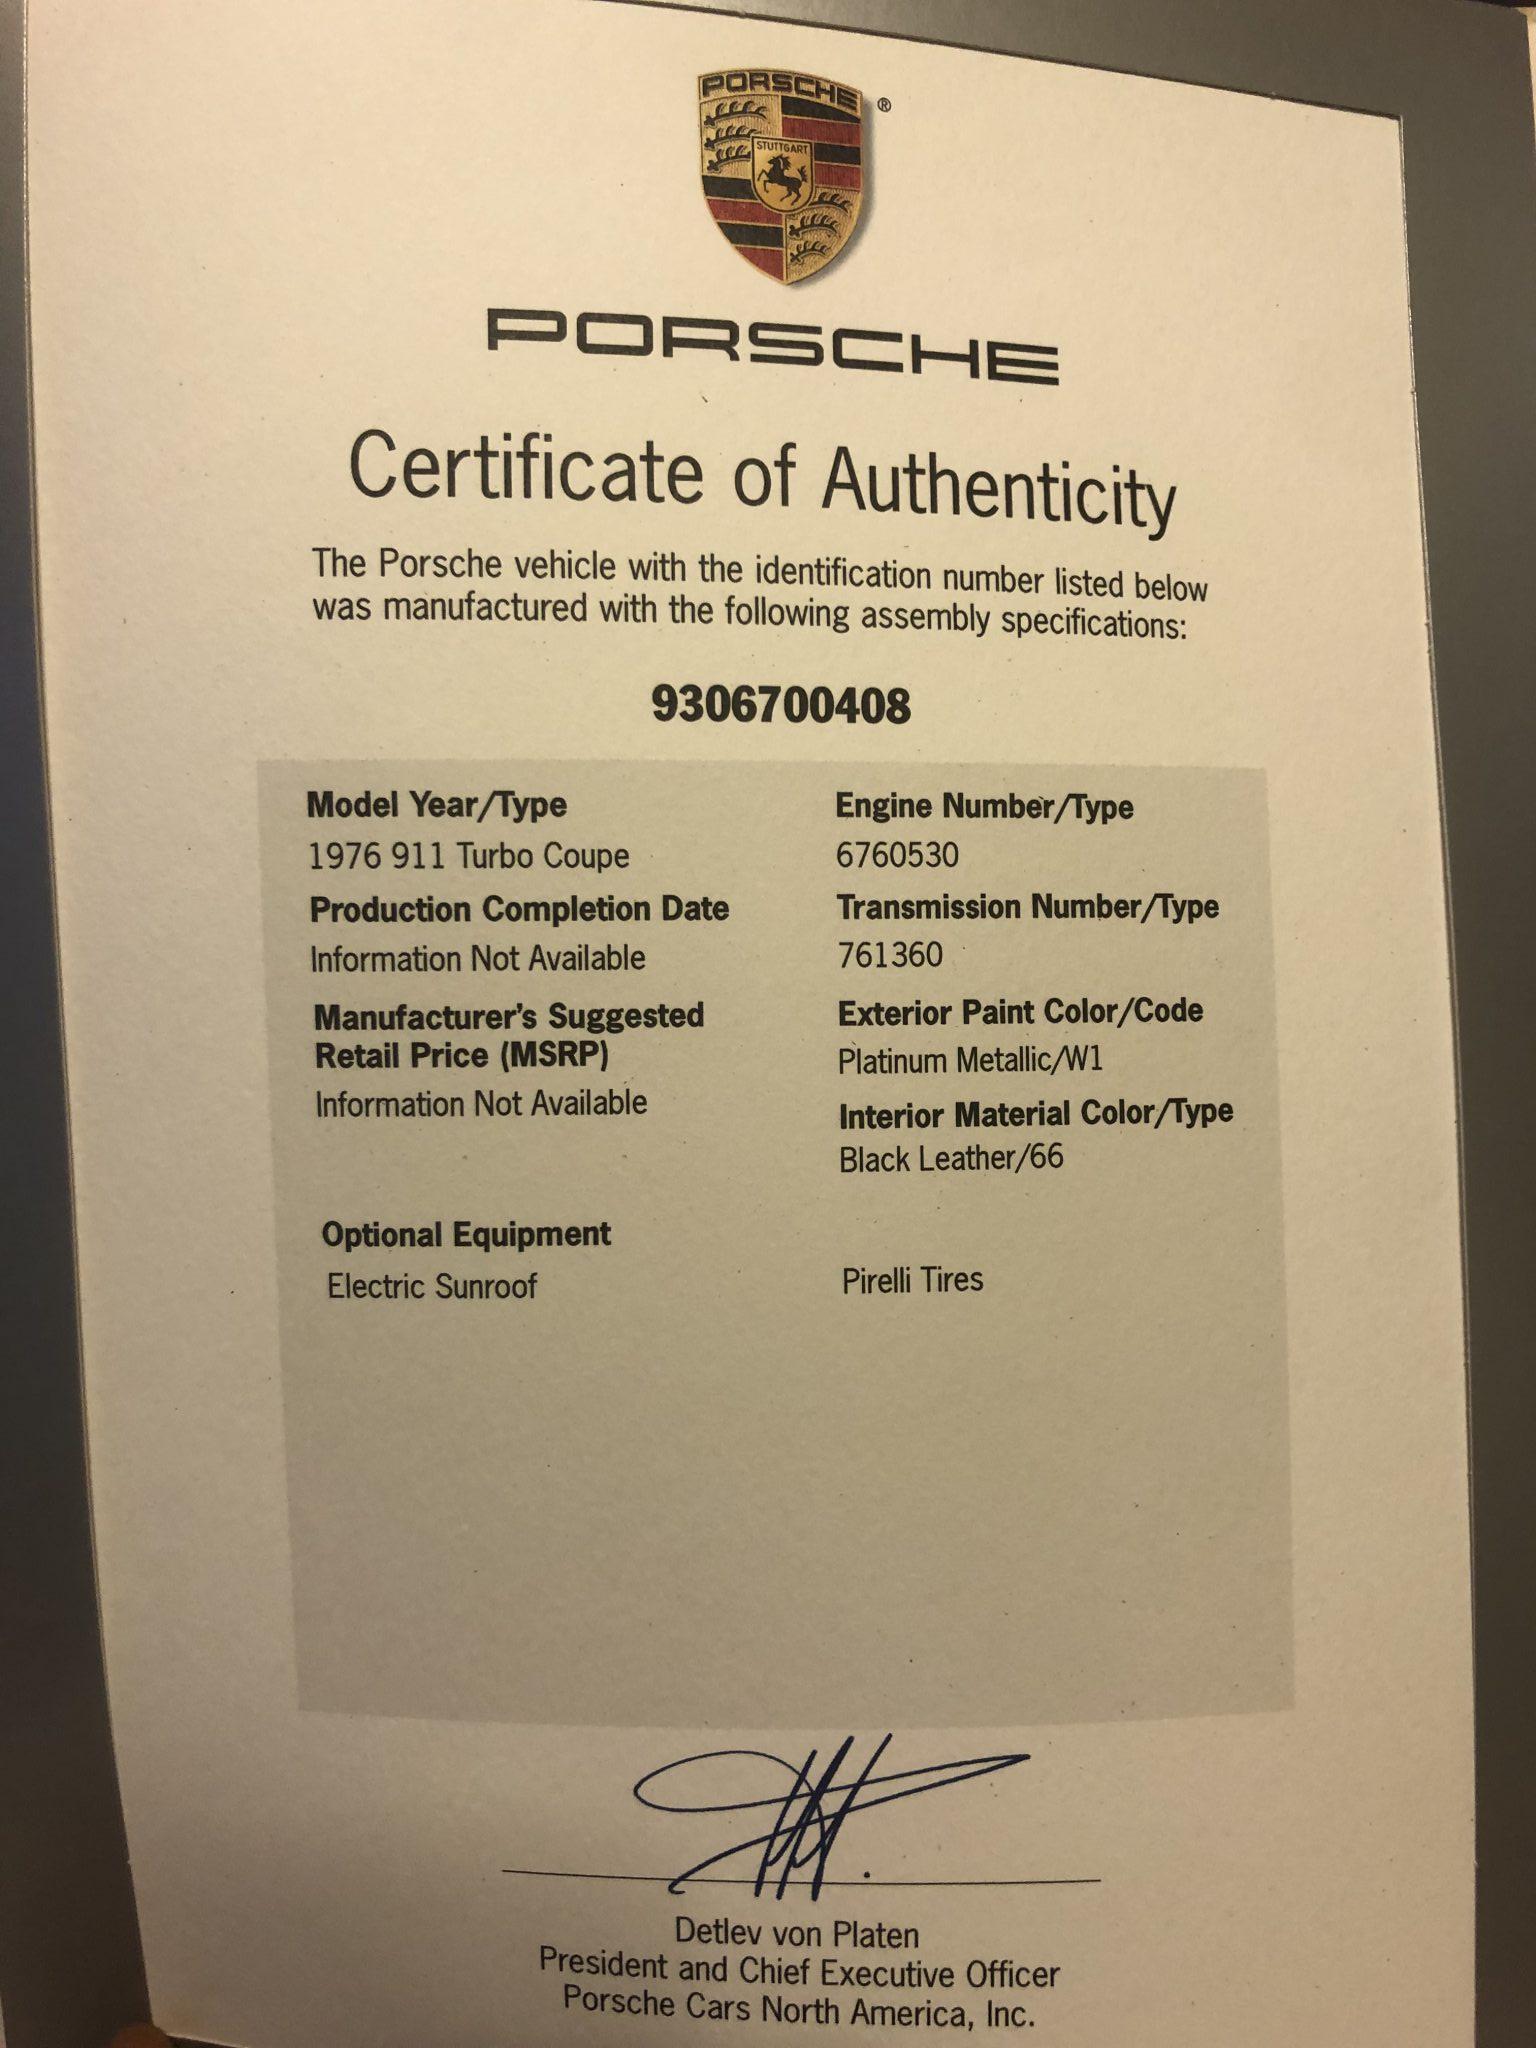 PORSCHE
®
STUTTGART
PORSCHE
Certificate of Authenticity
The Porsche vehicle with the identification number listed below
was manufactured with the following assembly specifications:
9306700408
Model Year/Type
1976 911 Turbo Coupe
Production Completion Date
Information Not Available
Manufacturer's Suggested
Retail Price (MSRP)
Information Not Available
Engine Number/Type
6760530
Transmission Number/Type
761360
Exterior Paint Color/Code
Platinum Metallic/W1
Interior Material Color/Type
Black Leather/66
Optional Equipment
Electric Sunroof
Pirelli Tires
Detlev von Platen
President and Chief Executive Officer
Porsche Cars North America, Inc.